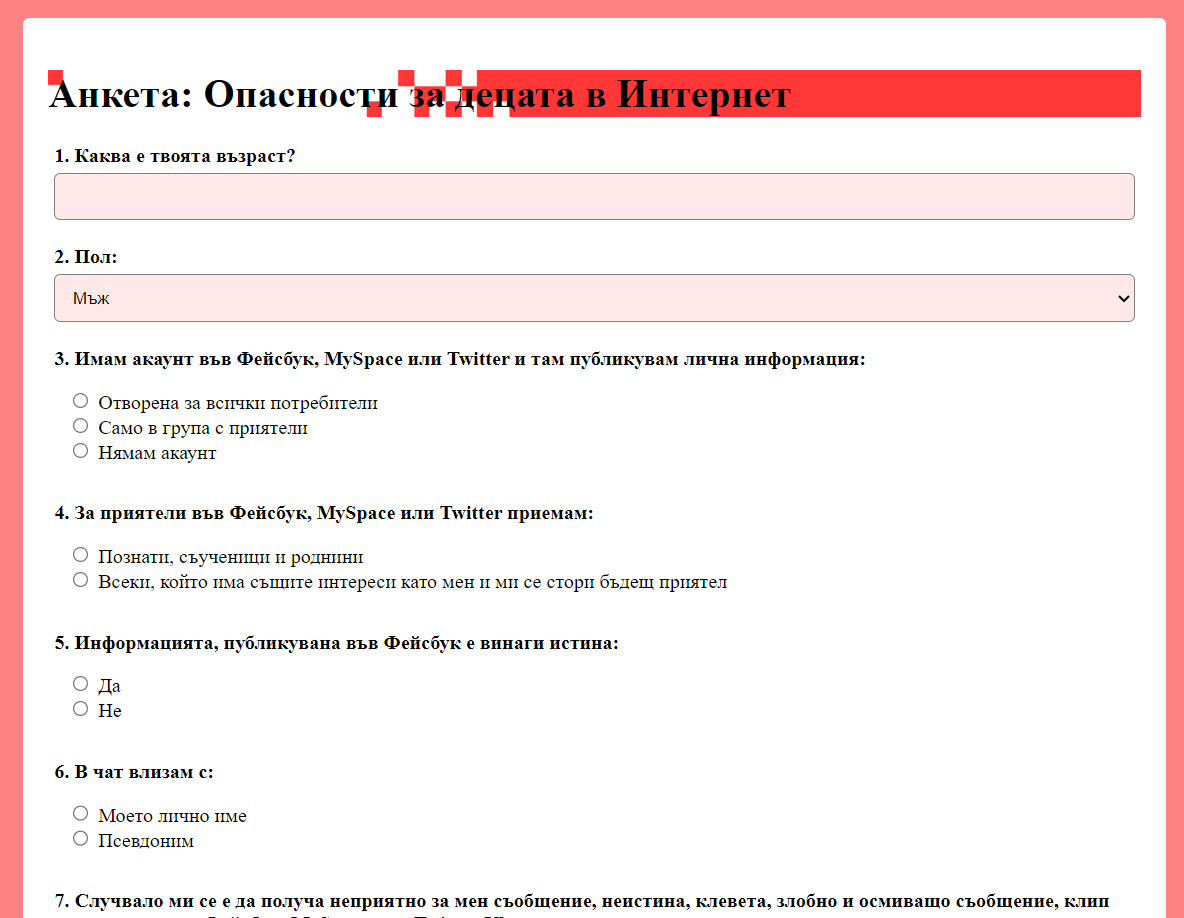 Анкета: Опасности за децата в Интернет
1. Каква е твоята възраст?
2. Пол:
Мъж
3. Имам акаунт във Фейсбук, MySpace или Twitter и там публикувам лична информация:
Отворена за всички потребители
Само в група с приятели
Нямам акаунт
4. За приятели във Фейсбук, MySpace или Twitter приемам:
Познати, съученици и роднини
Всеки, който има същите интереси като мен и ми се стори бъдещ приятел
5. Информацията, публикувана във Фейсбук е винаги истина:
Да
Не
6. В чат влизам с:
Моето лично име
Псевдоним
7. Случвало ми се е да получа неприятно за мен съобщение, неистина, клевета, злобно и осмиващо съобщение, клип